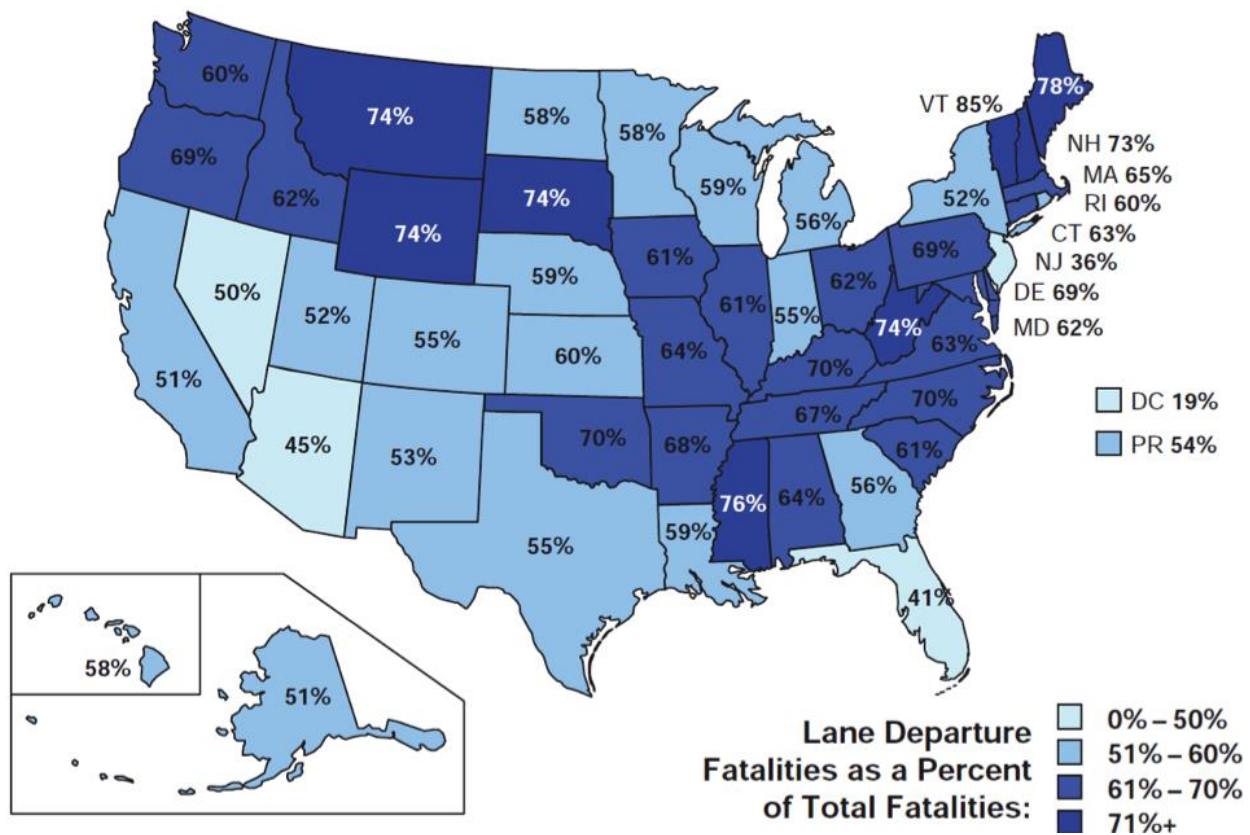 78%
VT 85%
60%
74%
58%
58%
NH 73%
69%
MA 65%
62%
74%
59%
52%
RI 60%
74%
56%
CT 63%
61%
69%
NJ 36%
59%
62%
50%
61%
DE 69%
52%
55%
55%
74%
MD 62%
60%
64%
63%
51%
70%
67%
70%
DC 19%
45%
53%
70%
68%
61%
PR 54%
76%
64%
56%
59%
55%
41%
58%
51%
Lane Departure
Fatalities as a Percent
of Total Fatalities:
0% – 50%
51% – 60%
61% – 70%
71%+